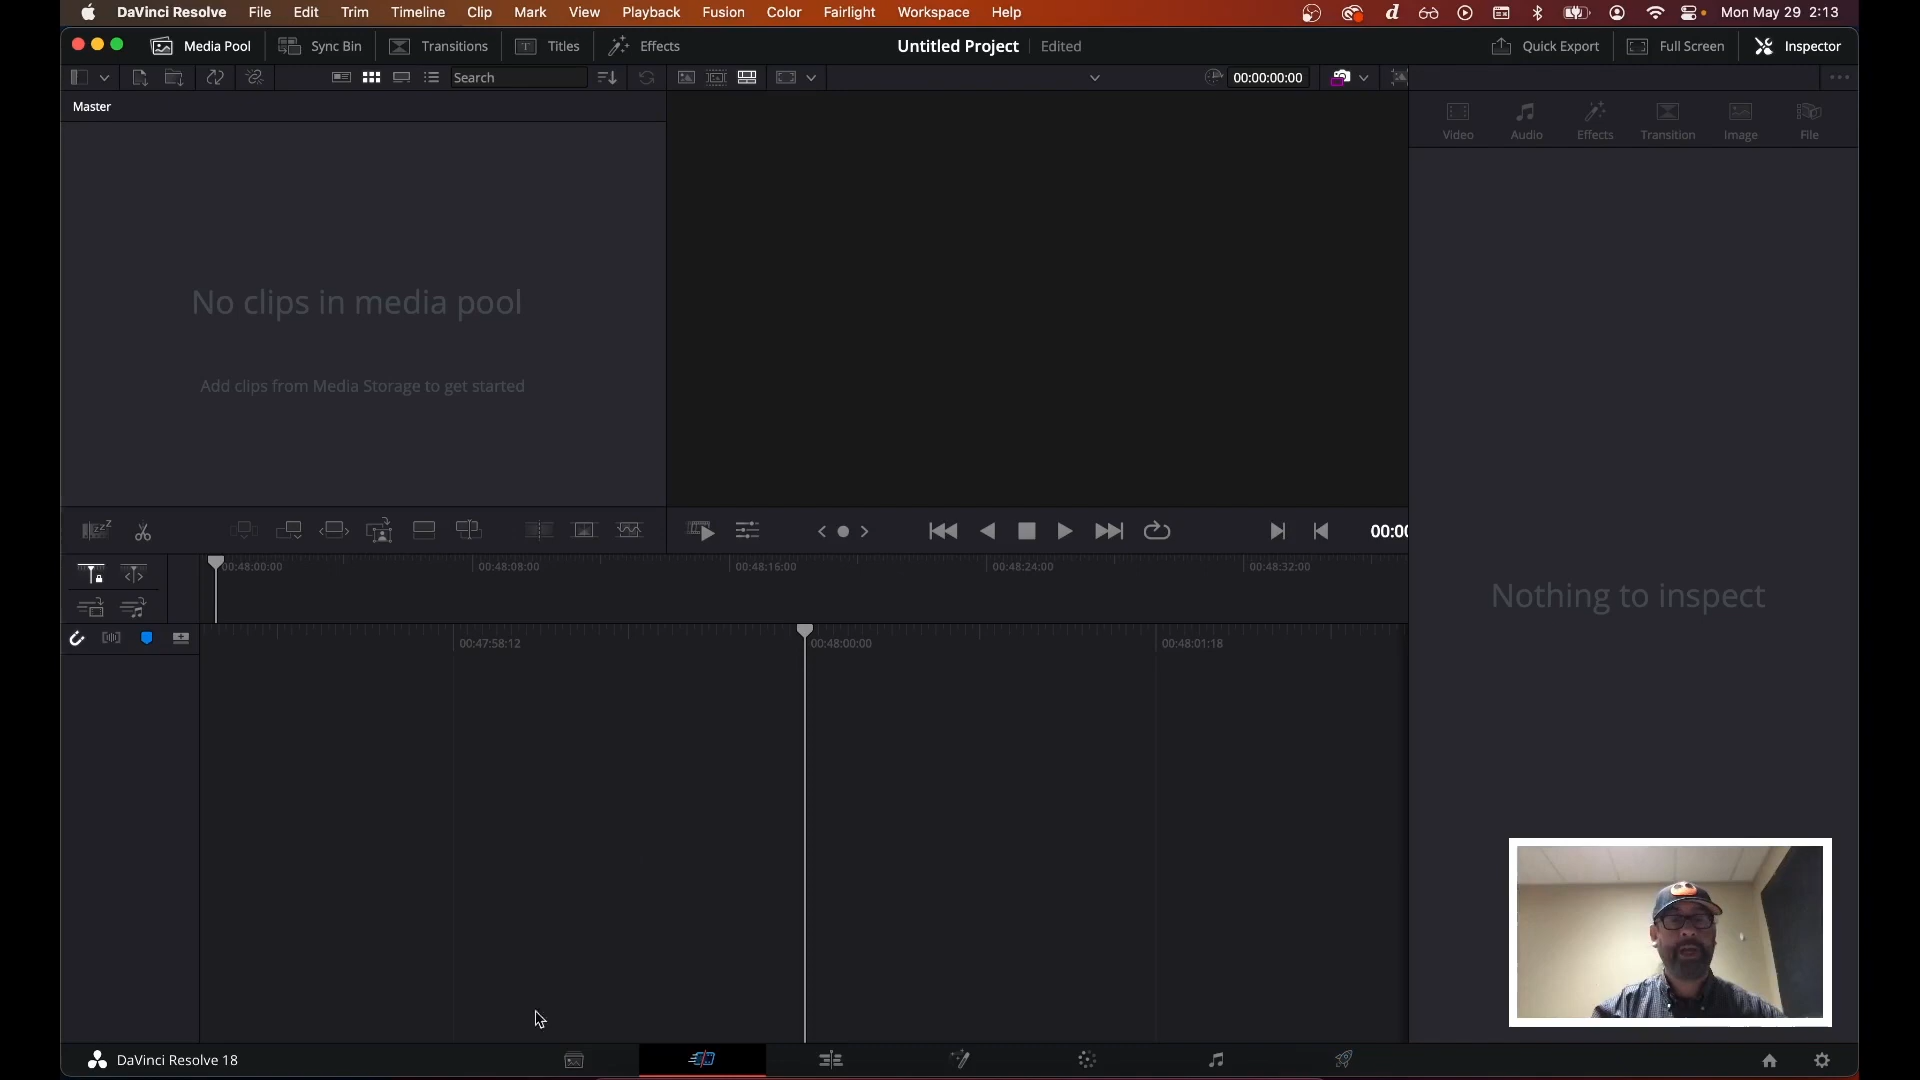 DaVinci Resolve File Edit Trim Timeline Clip Mark View Playback Fusion Color Fairlight Workspace Help Mon May 29 2:13
Media Pool Sync Bin Transitions Titles Effects Untitled Project Edited Quick Export Full Screen Inspector
Search 00:00:00:00
Master
Video Audio Effects Transition Image File
No clips in media pool
Add clips from Media Storage to get started
00:00
00:48:00:00 00:48:08:00 00:48:16:00 00:48:24:00 00:48:32:00
Nothing to inspect
00:47:58:12 00:48:00:00 00:48:01:18
DaVinci Resolve 18